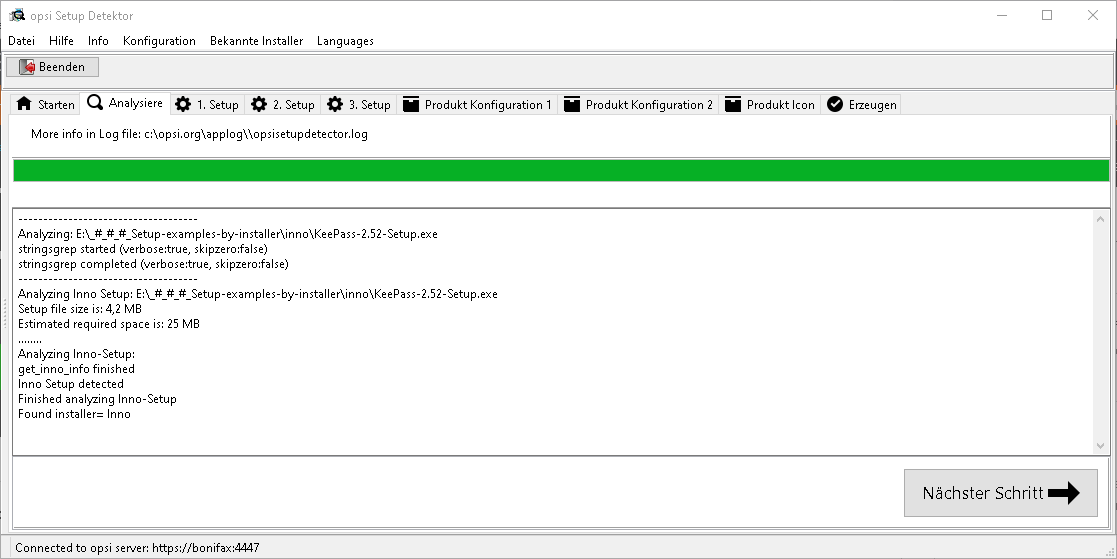 opsi Setup Detektor
Datei Hilfe Info Konfiguration Bekannte Installer Languages
Beenden
Starten Analysiere 1. Setup 2. Setup 3. Setup Produkt Konfiguration 1 Produkt Konfiguration 2 Produkt Icon Erzeugen
More info in Log file: c:\opsi.org\applog\\opsisetupdetector.log
------------------------------------
Analyzing: E:\_#_#_#_Setup-examples-by-installer\inno\KeePass-2.52-Setup.exe
stringsgrep started (verbose:true, skipzero:false)
stringsgrep completed (verbose:true, skipzero:false)
------------------------------------
Analyzing Inno Setup: E:\_#_#_#_Setup-examples-by-installer\inno\KeePass-2.52-Setup.exe
Setup file size is: 4,2 MB
Estimated required space is: 25 MB
........
Analyzing Inno-Setup:
get_inno_info finished
Inno Setup detected
Finished analyzing Inno-Setup
Found installer= Inno
Nächster Schritt
Connected to opsi server: https://bonifax:4447